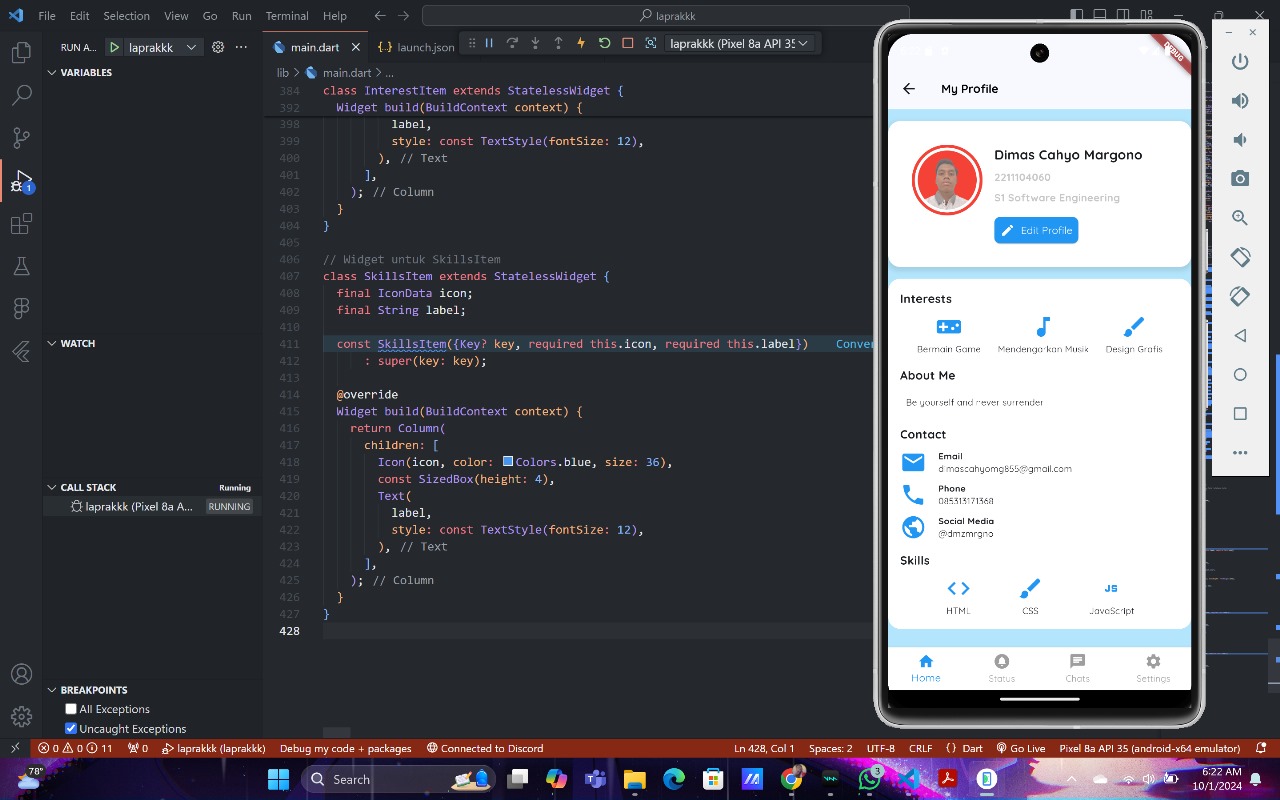 File Edit Selection View Go Run Terminal Help
laprakkk
RUN A...
laprakkk
main.dart
launch.json
laprakkk (Pixel 8a API 35
lib > main.dart > ...
VARIABLES
WATCH
CALL STACK
Running
laprakkk (Pixel 8a A...
RUNNING
BREAKPOINTS
All Exceptions
Uncaught Exceptions
1
384 class InterestItem extends StatelessWidget {
392 Widget build(BuildContext context) {
398 label,
399 style: const TextStyle(fontSize: 12),
400 ), // Text
401 ],
402 ); // Column
403 }
404 }
405
406 // Widget untuk SkillsItem
407 class SkillsItem extends StatelessWidget {
408 final IconData icon;
409 final String label;
410
411 const SkillsItem({Key? key, required this.icon, required this.label}) Conver
412 : super(key: key);
413
414 @override
415 Widget build(BuildContext context) {
416 return Column(
417 children: [
418 Icon(icon, color: Colors.blue, size: 36),
419 const SizedBox(height: 4),
420 Text(
421 label,
422 style: const TextStyle(fontSize: 12),
423 ), // Text
424 ],
425 ); // Column
426 }
427 }
428
DEBUG
My Profile
Dimas Cahyo Margono
2211104060
S1 Software Engineering
Edit Profile
Interests
Bermain Game
Mendengarkan Musik
Design Grafis
About Me
Be yourself and never surrender
Contact
Email
dimascahyomg855@gmail.com
Phone
085313171368
Social Media
@dmzmrgno
Skills
JS
HTML
CSS
JavaScript
Home
Status
Chats
Settings
0 0 11 0 laprakkk (laprakkk) Debug my code + packages Connected to Discord Ln 428, Col 1 Spaces: 2 UTF-8 CRLF {} Dart Go Live Pixel 8a API 35 (android-x64 emulator)
78°
Search
3
6:22 AM
10/1/2024